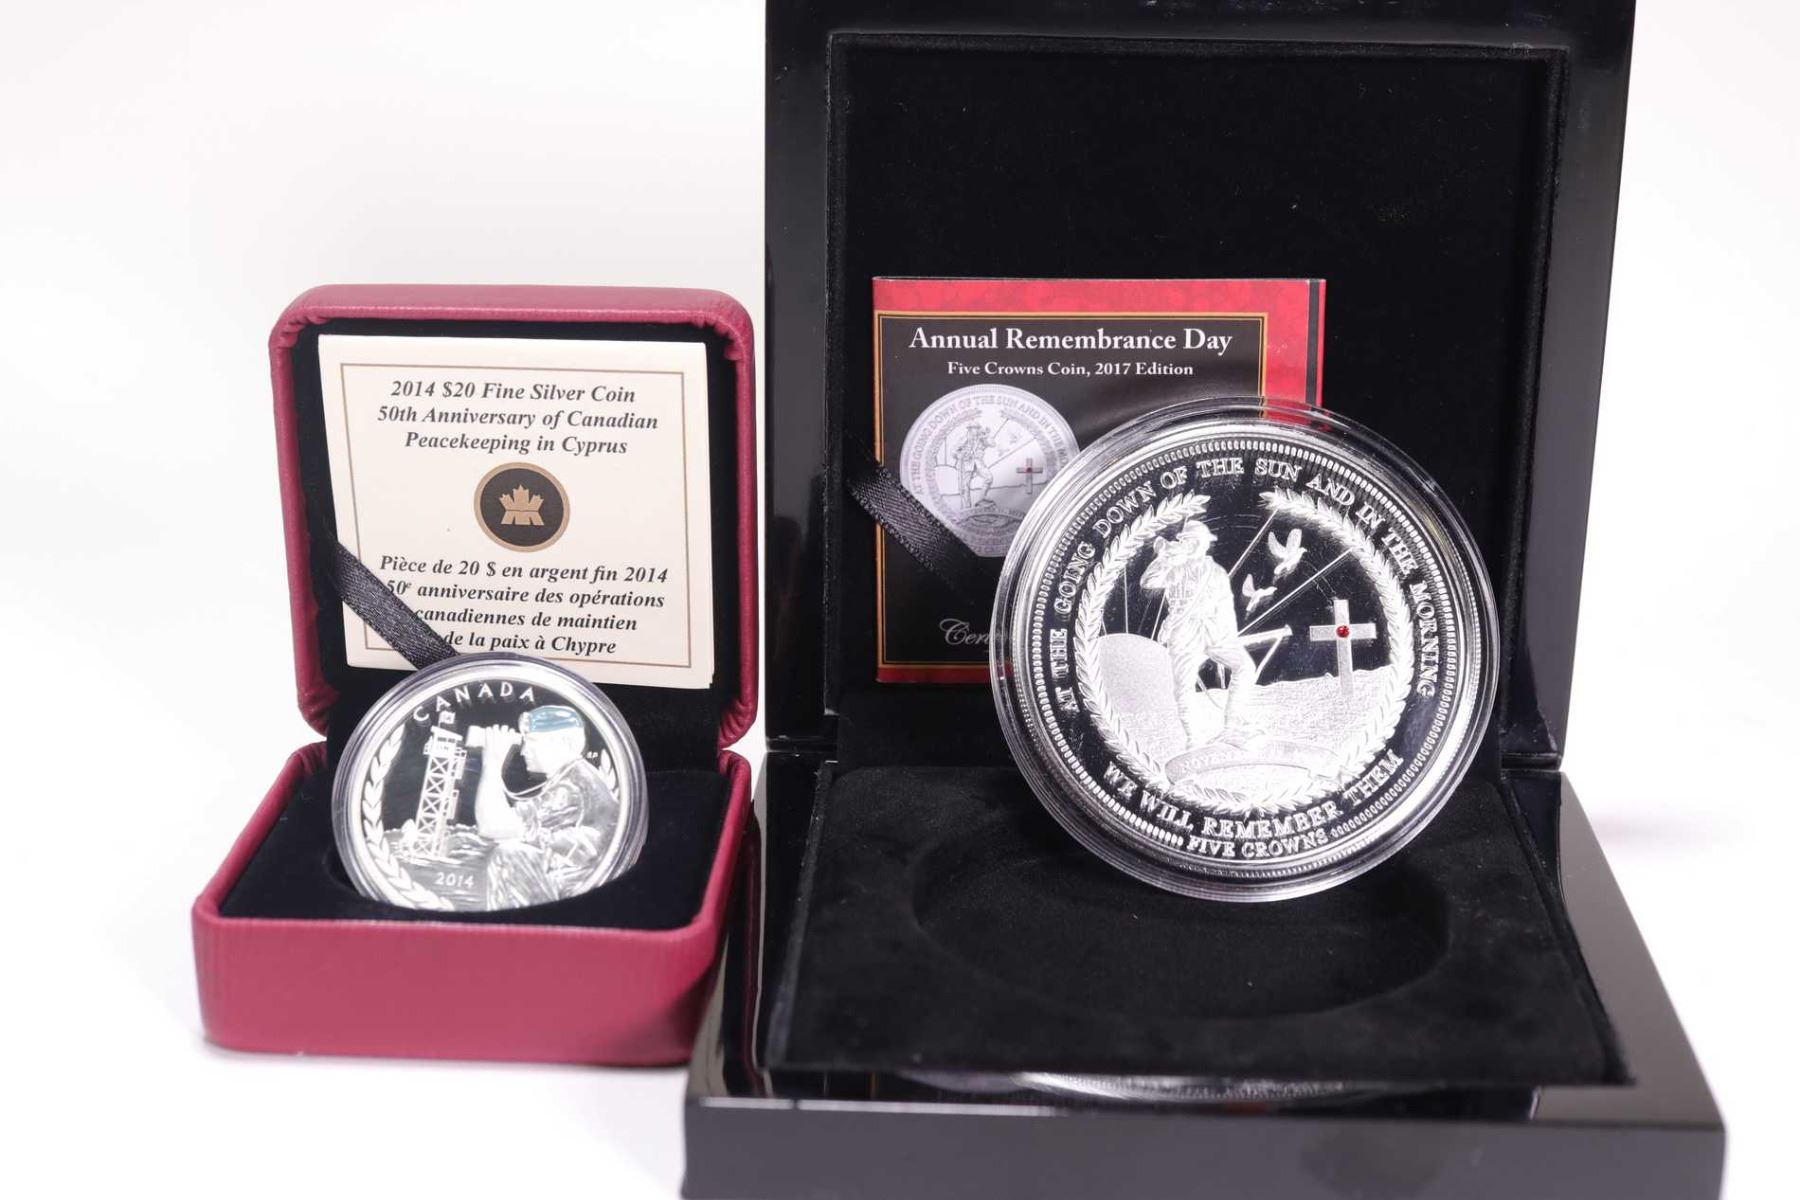 2014 $20 Fine Silver Coin
50th Anniversary of Canadian
Peacekeeping in Cyprus
Pièce de 20 $ en argent fin 2014
50e anniversaire des opérations
canadiennes de maintien
de la paix à Chypre
CANADA
2014
Annual Remembrance Day
Five Crowns Coin, 2017 Edition
AT THE GOING DOWN OF THE SUN AND IN THE MORNING
WE WILL REMEMBER THEM
FIVE CROWNS